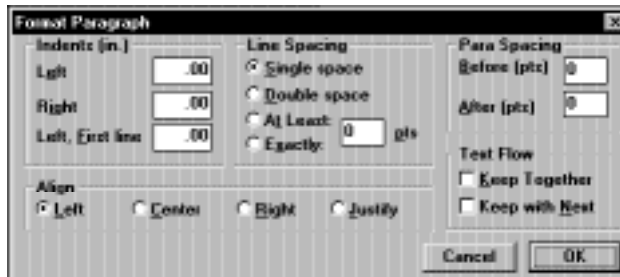 Format Paragraph
Indents (in.)
Left .00
Right .00
Left, First line .00
Line Spacing
Single space
Double space
At Least: 0 pts
Exactly:
Para Spacing
Before (pts) 0
After (pts) 0
Text Flow
Keep Together
Keep with Next
Align
Left Center Right Justify
Cancel OK